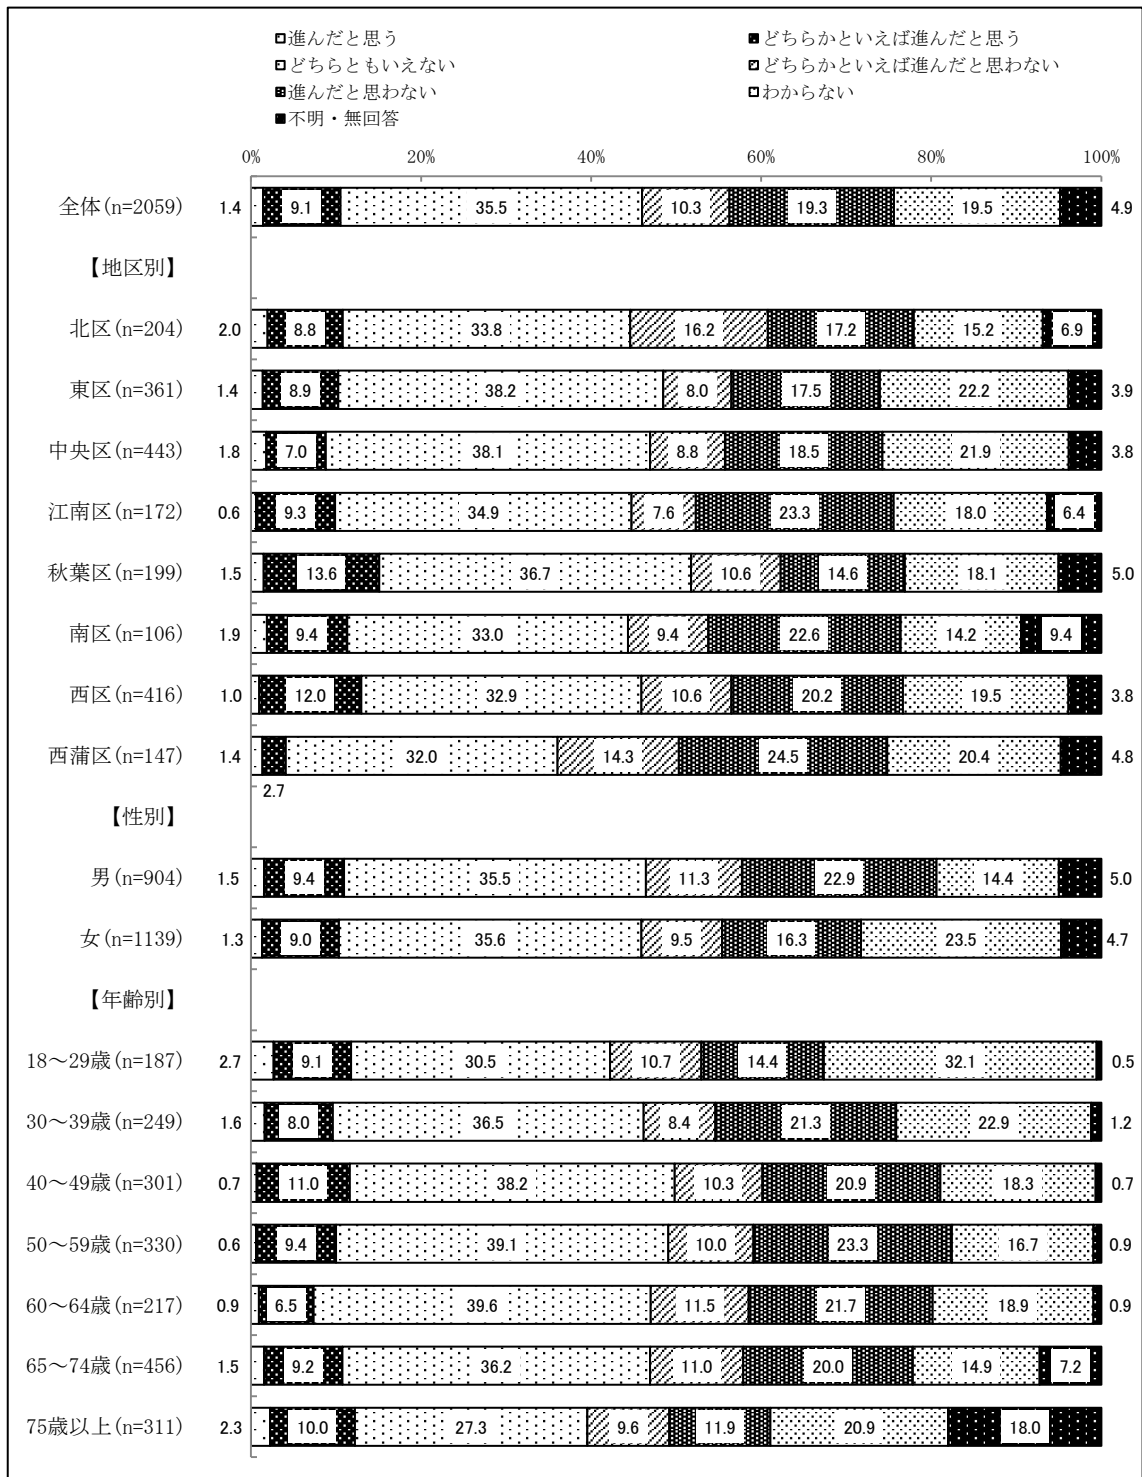 進んだと思う どちらかといえば進んだと思う
どちらともいえない どちらかといえば進んだと思わない
進んだと思わない わからない
不明・無回答
0% 20% 40% 60% 80% 100%
全体(n=2059) 1.4 9.1 35.5 10.3 19.3 19.5 4.9
【地区別】
北区(n=204) 2.0 8.8 33.8 16.2 17.2 15.2 6.9
東区(n=361) 1.4 8.9 38.2 8.0 17.5 22.2 3.9
中央区(n=443) 1.8 7.0 38.1 8.8 18.5 21.9 3.8
江南区(n=172) 0.6 9.3 34.9 7.6 23.3 18.0 6.4
秋葉区(n=199) 1.5 13.6 36.7 10.6 14.6 18.1 5.0
南区(n=106) 1.9 9.4 33.0 9.4 22.6 14.2 9.4
西区(n=416) 1.0 12.0 32.9 10.6 20.2 19.5 3.8
西蒲区(n=147) 1.4 32.0 14.3 24.5 20.4 4.8
2.7
【性別】
男(n=904) 1.5 9.4 35.5 11.3 22.9 14.4 5.0
女(n=1139) 1.3 9.0 35.6 9.5 16.3 23.5 4.7
【年齢別】
18～29歳(n=187) 2.7 9.1 30.5 10.7 14.4 32.1 0.5
30～39歳(n=249) 1.6 8.0 36.5 8.4 21.3 22.9 1.2
40～49歳(n=301) 0.7 11.0 38.2 10.3 20.9 18.3 0.7
50～59歳(n=330) 0.6 9.4 39.1 10.0 23.3 16.7 0.9
60～64歳(n=217) 0.9 6.5 39.6 11.5 21.7 18.9 0.9
65～74歳(n=456) 1.5 9.2 36.2 11.0 20.0 14.9 7.2
75歳以上(n=311) 2.3 10.0 27.3 9.6 11.9 20.9 18.0